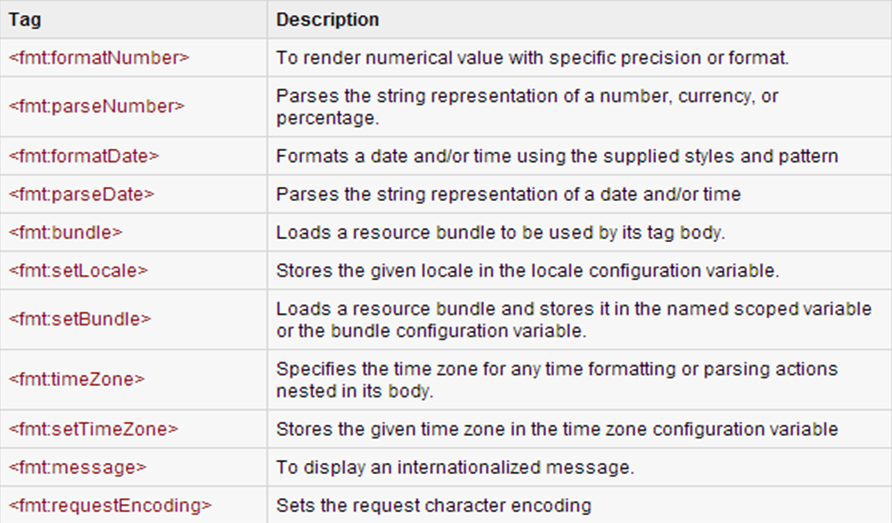 Tag Description
<fmt:formatNumber> To render numerical value with specific precision or format.
<fmt:parseNumber> Parses the string representation of a number, currency, or
percentage.
<fmt:formatDate> Formats a date and/or time using the supplied styles and pattern
<fmt:parseDate> Parses the string representation of a date and/or time
<fmt:bundle> Loads a resource bundle to be used by its tag body.
<fmt:setLocale> Stores the given locale in the locale configuration variable.
<fmt:setBundle> Loads a resource bundle and stores it in the named scoped variable
or the bundle configuration variable.
<fmt:timeZone> Specifies the time zone for any time formatting or parsing actions
nested in its body.
<fmt:setTimeZone> Stores the given time zone in the time zone configuration variable
<fmt:message> To display an internationalized message.
<fmt:requestEncoding> Sets the request character encoding